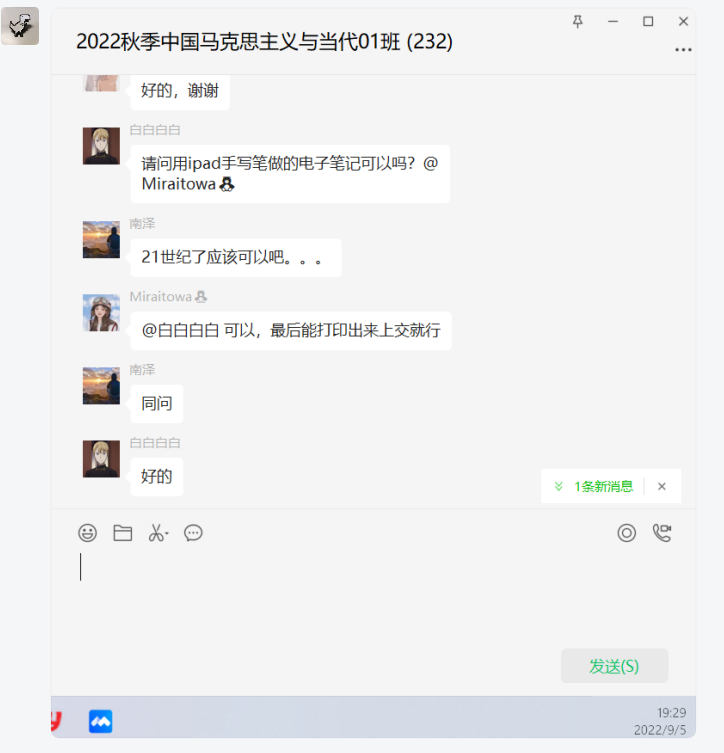 2022秋季中国马克思主义与当代01班 (232)
好的，谢谢
白白白白
请问用ipad手写笔做的电子笔记可以吗？@
Miraitowa
南泽
21世纪了应该可以吧。。。
Miraitowa
@白白白白 可以，最后能打印出来上交就行
南泽
同问
白白白白
好的
1条新消息
发送(S)
19:29
2022/9/5